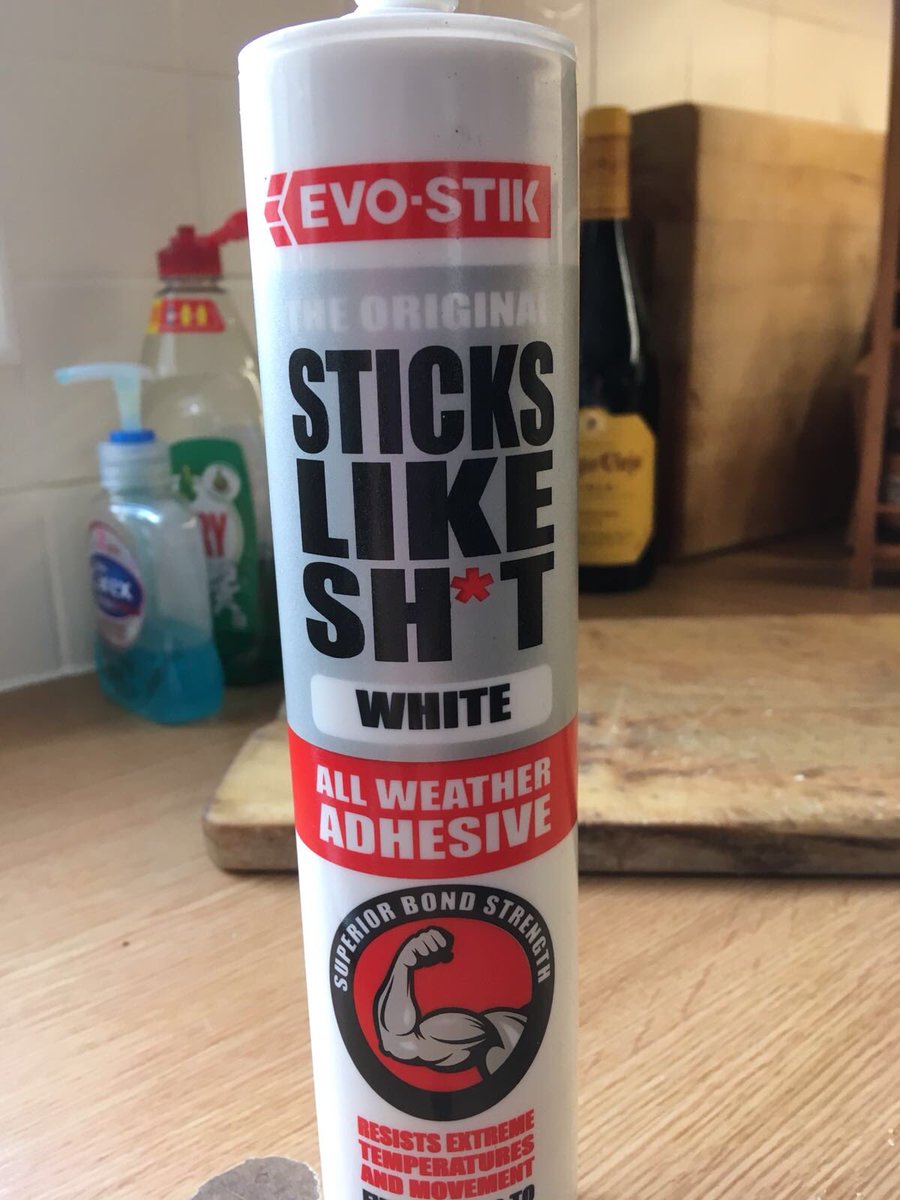 EVO-STIK
THE ORIGINAL
STICKS
LIKE
SH*T
WHITE
ALL WEATHER
ADHESIVE
SUPERIOR BOND STRENGTH
RESISTS EXTREME
TEMPERATURES
AND MOVEMENT